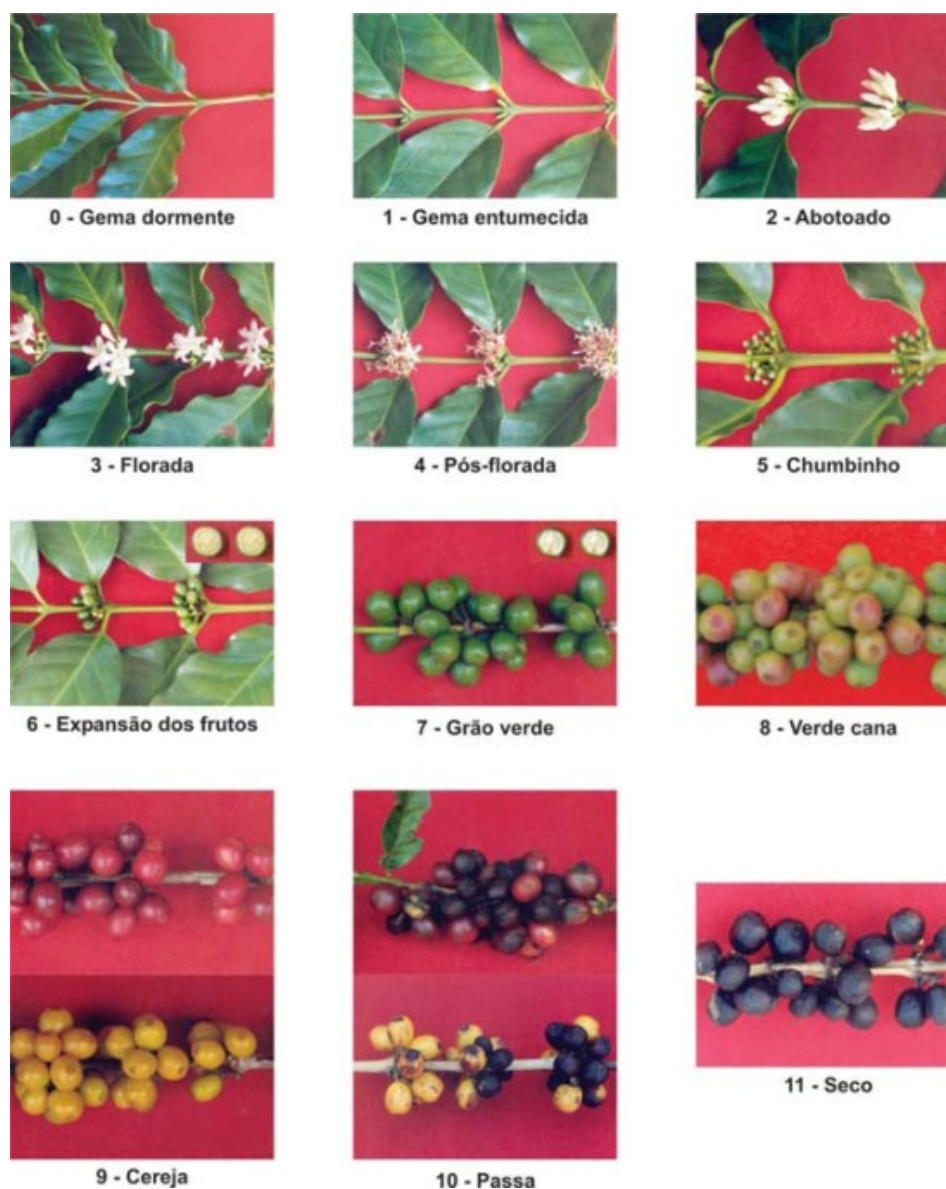 0 - Gema dormente
1 - Gema entumecida
2 - Abotoado
3 - Florada
4 - Pós-florada
5 - Chumbinho
6 - Expansão dos frutos
7 - Grão verde
8 - Verde cana
9 - Cereja
10 - Passa
11 - Seco